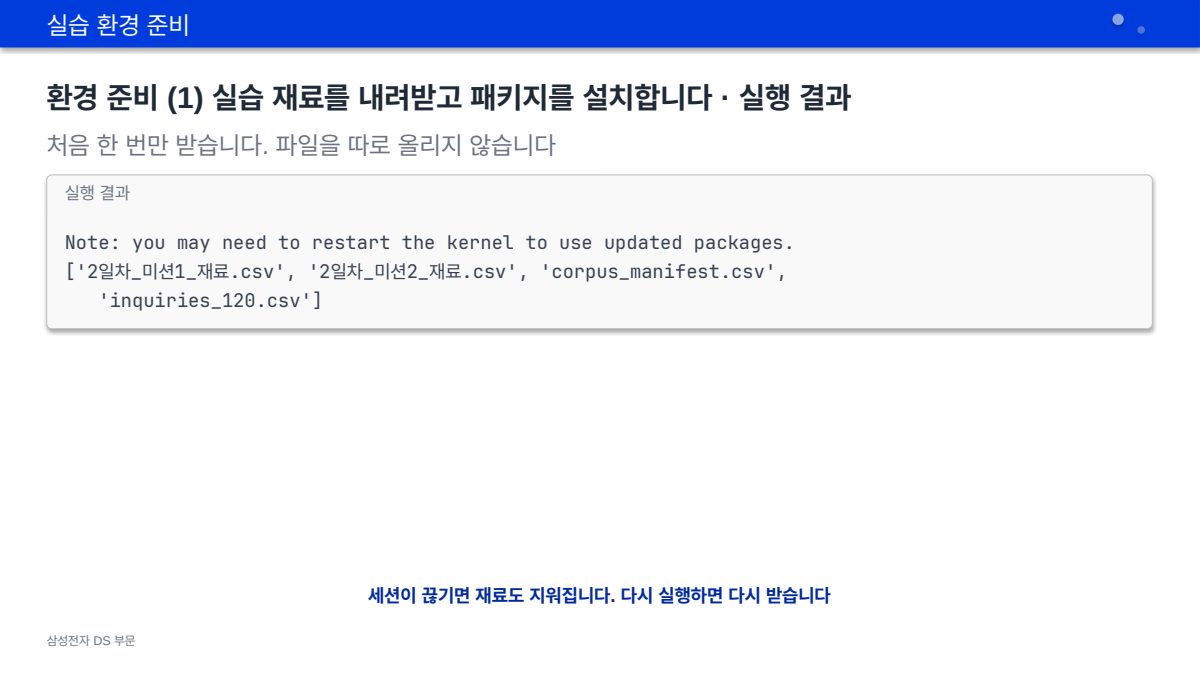 실습 환경 준비
환경 준비 (1) 실습 재료를 내려받고 패키지를 설치합니다 · 실행 결과
처음 한 번만 받습니다. 파일을 따로 올리지 않습니다
실행 결과
Note: you may need to restart the kernel to use updated packages.
['2일차_미션1_재료.csv', '2일차_미션2_재료.csv', 'corpus_manifest.csv',
'inquiries_120.csv']
세션이 끊기면 재료도 지워집니다. 다시 실행하면 다시 받습니다
삼성전자 DS 부문